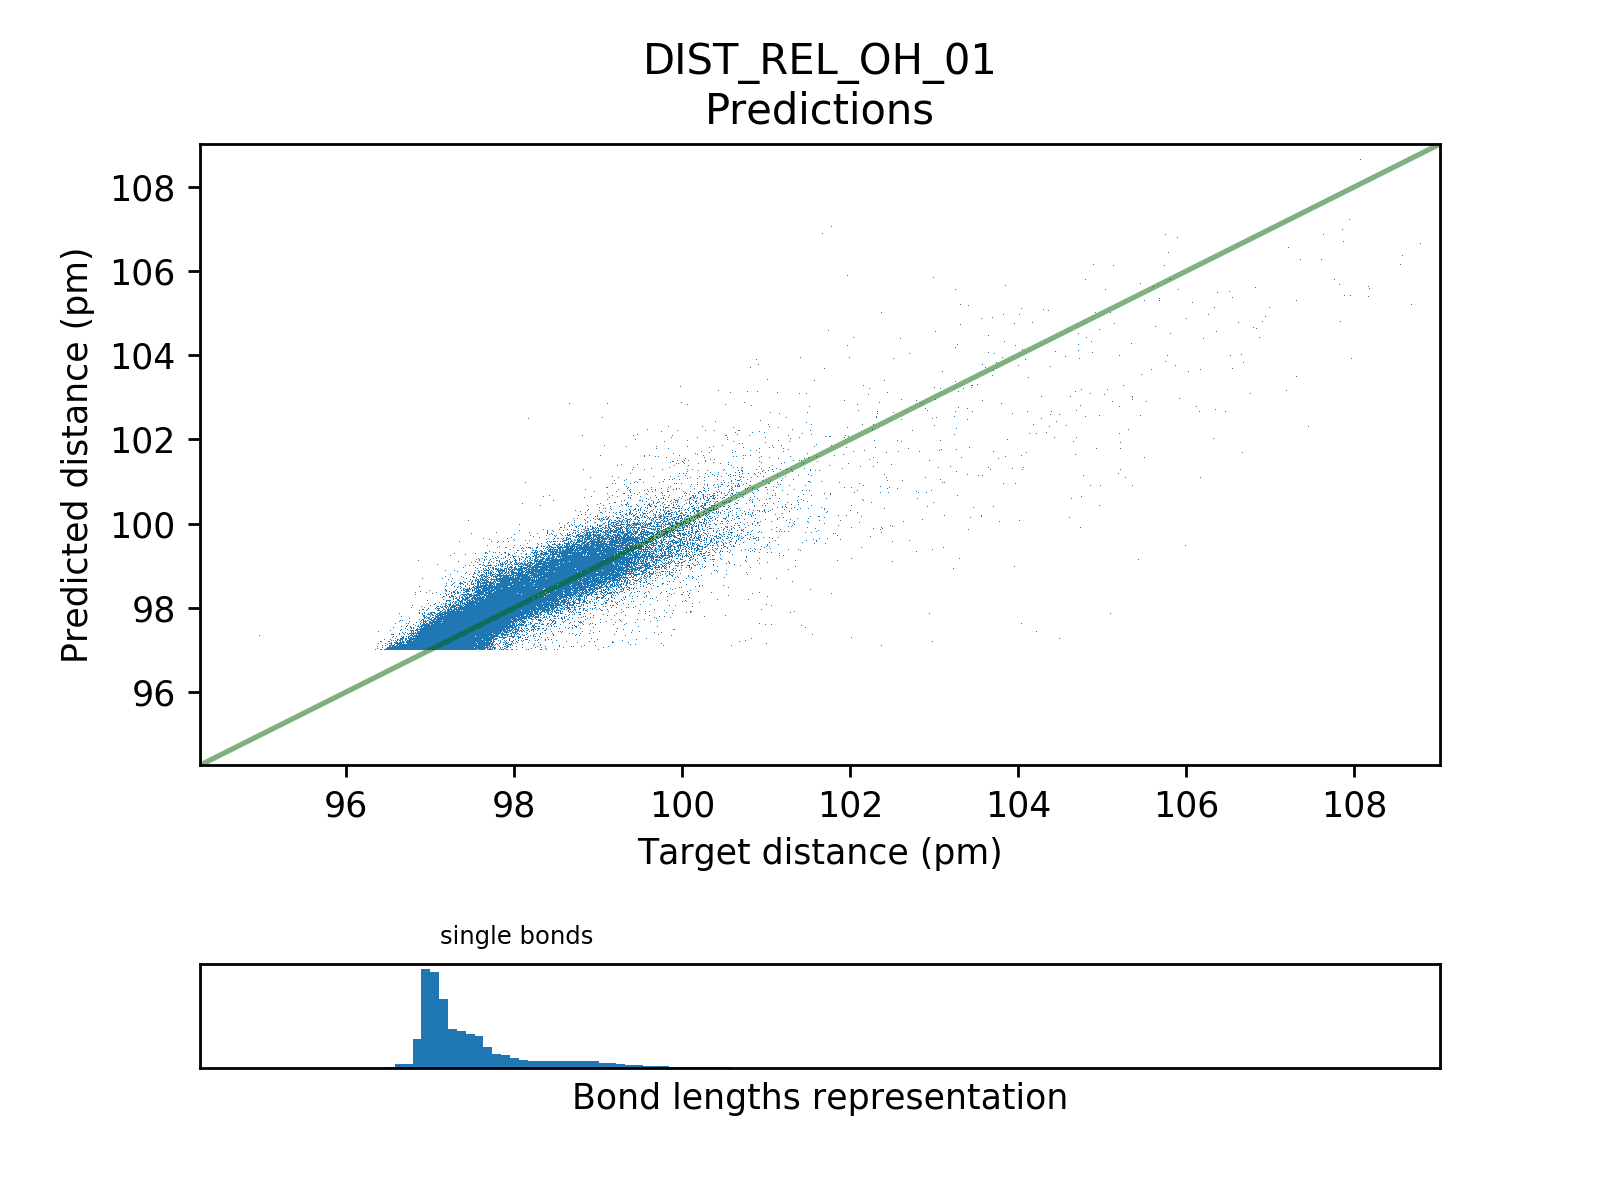 DIST_REL_OH_01
Predictions
108
106
104
102
100
98
96
Predicted distance (pm)
96 98 100 102 104 106 108
Target distance (pm)
single bonds
Bond lengths representation